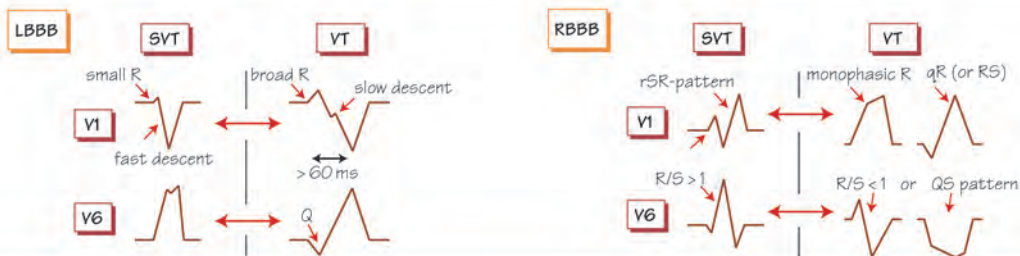 LBBB
SVT
VT
small R
broad R
slow descent
V1
fast descent
> 60 ms
V6
Q
RBBB
SVT
VT
rSR-pattern
monophasic R
qR (or RS)
V1
R/S > 1
R/S < 1 or QS pattern
V6